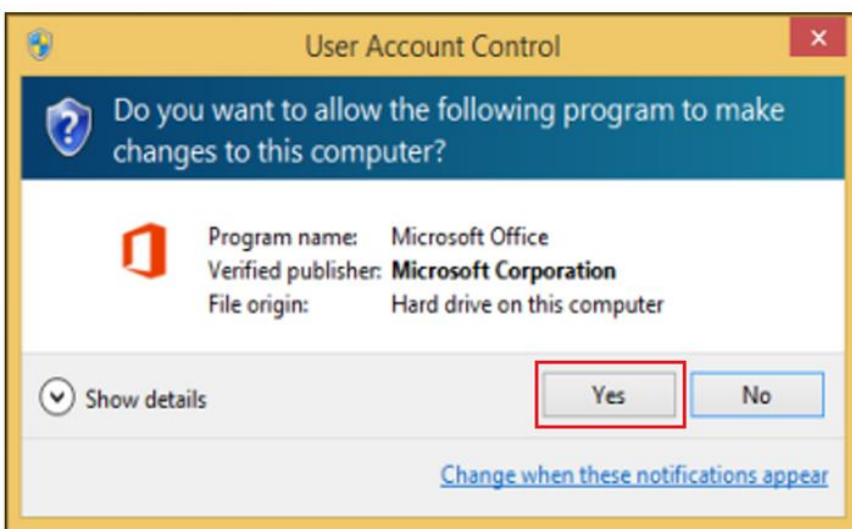 User Account Control
Do you want to allow the following program to make
changes to this computer?
Program name: Microsoft Office
Verified publisher: Microsoft Corporation
File origin: Hard drive on this computer
Show details
Yes
No
Change when these notifications appear